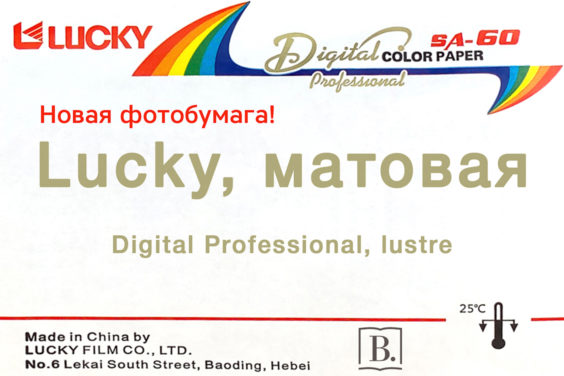 LUCKY
Digital COLOR PAPER SA-60
Professional
Новая фотобумага!
Lucky, матовая
Digital Professional, lustre
25℃
Made in China by
LUCKY FILM CO., LTD.
No.6 Lekai South Street, Baoding, Hebei
B.